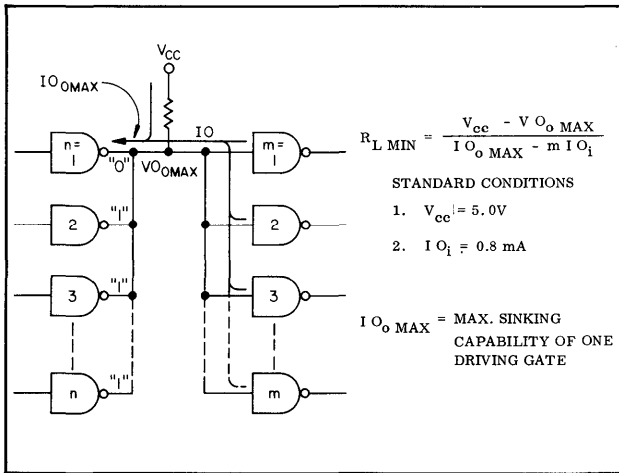 VCC
IO0MAX
IO
n=
1
"0"
VO0MAX
m=
1
2
"1"
2
3
"1"
3
n
"1"
m
RL MIN = Vcc - VOo MAX / IOo MAX - m IOi
STANDARD CONDITIONS
1. Vcc = 5.0V
2. IOi = 0.8 mA
IOo MAX = MAX. SINKING
CAPABILITY OF ONE
DRIVING GATE